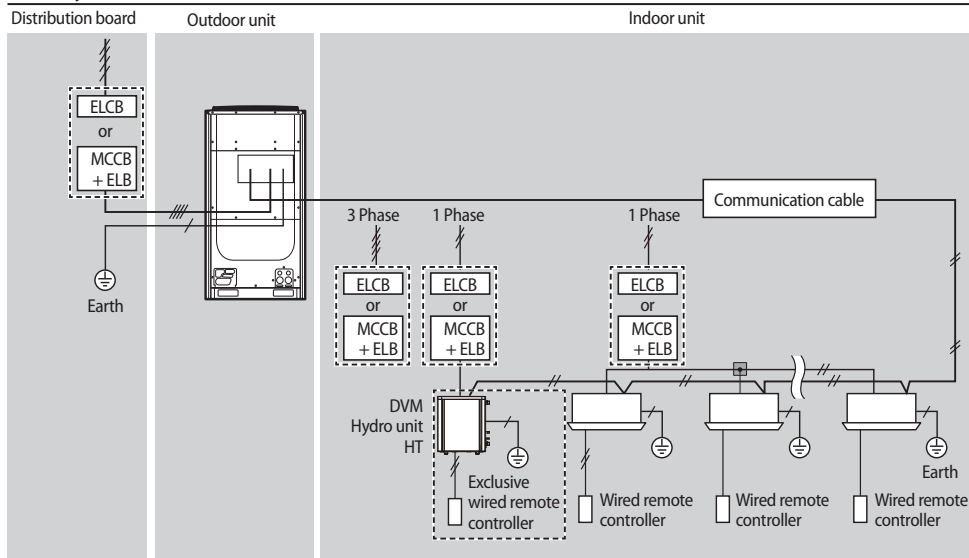 Distribution board
Outdoor unit
Indoor unit
ELCB
or
MCCB
+ ELB
Earth
Communication cable
3 Phase
1 Phase
1 Phase
ELCB
or
MCCB
+ ELB
ELCB
or
MCCB
+ ELB
ELCB
or
MCCB
+ ELB
DVM
Hydro unit
HT
Exclusive
wired remote
controller
Wired remote
controller
Wired remote
controller
Earth
Wired remote
controller